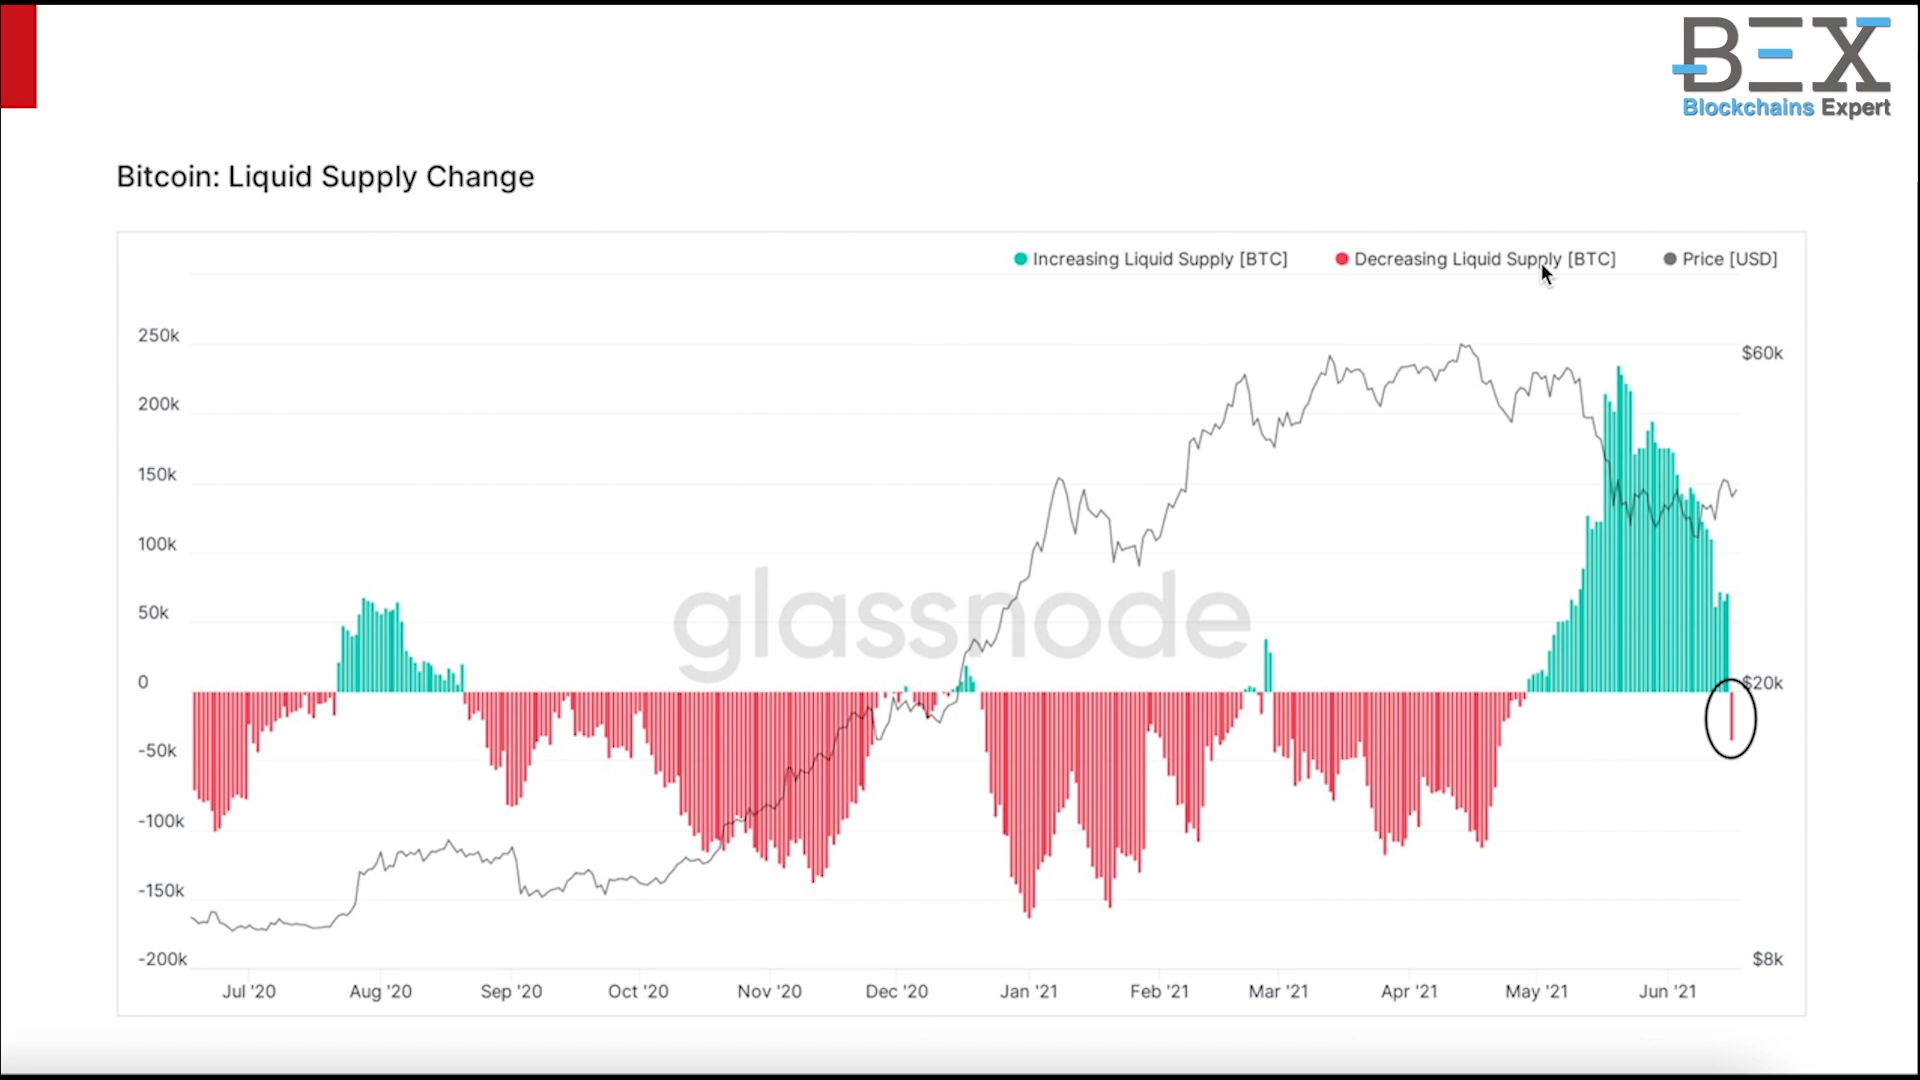 BEX
Blockchains Expert
Bitcoin: Liquid Supply Change
Increasing Liquid Supply [BTC] Decreasing Liquid Supply [BTC] Price [USD]
250k
$60k
200k
150k
100k
50k
0
$20k
-50k
-100k
-150k
-200k
$8k
glassnode
Jul '20 Aug '20 Sep '20 Oct '20 Nov '20 Dec '20 Jan '21 Feb '21 Mar '21 Apr '21 May '21 Jun '21